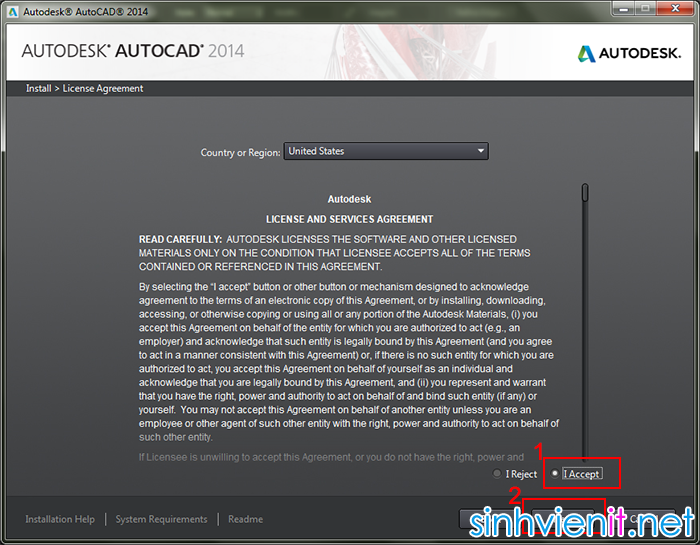 Autodesk® AutoCAD® 2014
AUTODESK® AUTOCAD® 2014
AUTODESK.
Install > License Agreement
Country or Region: United States
Autodesk
LICENSE AND SERVICES AGREEMENT
READ CAREFULLY: AUTODESK LICENSES THE SOFTWARE AND OTHER LICENSED
MATERIALS ONLY ON THE CONDITION THAT LICENSEE ACCEPTS ALL OF THE TERMS
CONTAINED OR REFERENCED IN THIS AGREEMENT.
By selecting the "I accept" button or other button or mechanism designed to acknowledge
agreement to the terms of an electronic copy of this Agreement, or by installing, downloading,
accessing, or otherwise copying or using all or any portion of the Autodesk Materials, (i) you
accept this Agreement on behalf of the entity for which you are authorized to act (e.g., an
employer) and acknowledge that such entity is legally bound by this Agreement (and you agree
to act in a manner consistent with this Agreement) or, if there is no such entity for which you are
authorized to act, you accept this Agreement on behalf of yourself as an individual and
acknowledge that you are legally bound by this Agreement, and (ii) you represent and warrant
that you have the right, power and authority to act on behalf of and bind such entity (if any) or
yourself. You may not accept this Agreement on behalf of another entity unless you are an
employee or other agent of such other entity with the right, power and authority to act on behalf of
such other entity.
If Licensee is unwilling to accept this Agreement, or you do not have the right, power and
1
I Reject I Accept
2
Installation Help | System Requirements | Readme
sinhvienit.net